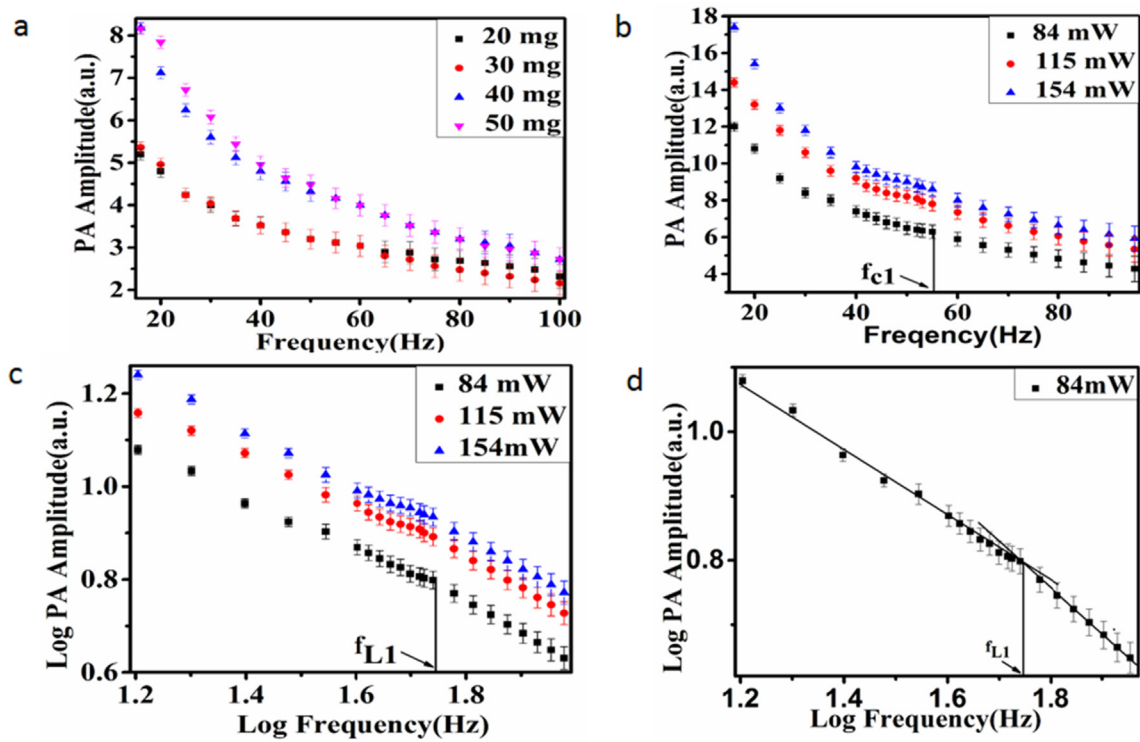 a
PA Amplitude(a.u.)
8
7
6
5
4
3
2
20 mg
30 mg
40 mg
50 mg
20 40 60 80 100
Frequency(Hz)
b
PA Amplitude(a.u.)
18
16
14
12
10
8
6
4
84 mW
115 mW
154 mW
fc1
20 40 60 80
Freqency(Hz)
c
Log PA Amplitude(a.u.)
1.2
1.0
0.8
0.6
84 mW
115 mW
154mW
fL1
1.2 1.4 1.6 1.8
Log Frequency(Hz)
d
Log PA Amplitude(a.u.)
1.0
0.8
84mW
fL1
1.2 1.4 1.6 1.8
Log Frequency(Hz)